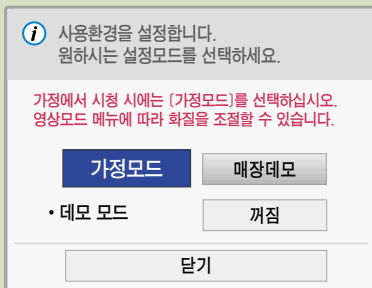 사용환경을 설정합니다.
원하시는 설정모드를 선택하세요.
가정에서 시청 시에는 (가정모드)를 선택하십시오.
영상모드 메뉴에 따라 화질을 조절할 수 있습니다.
가정모드 매장데모
• 데모 모드 꺼짐
닫기